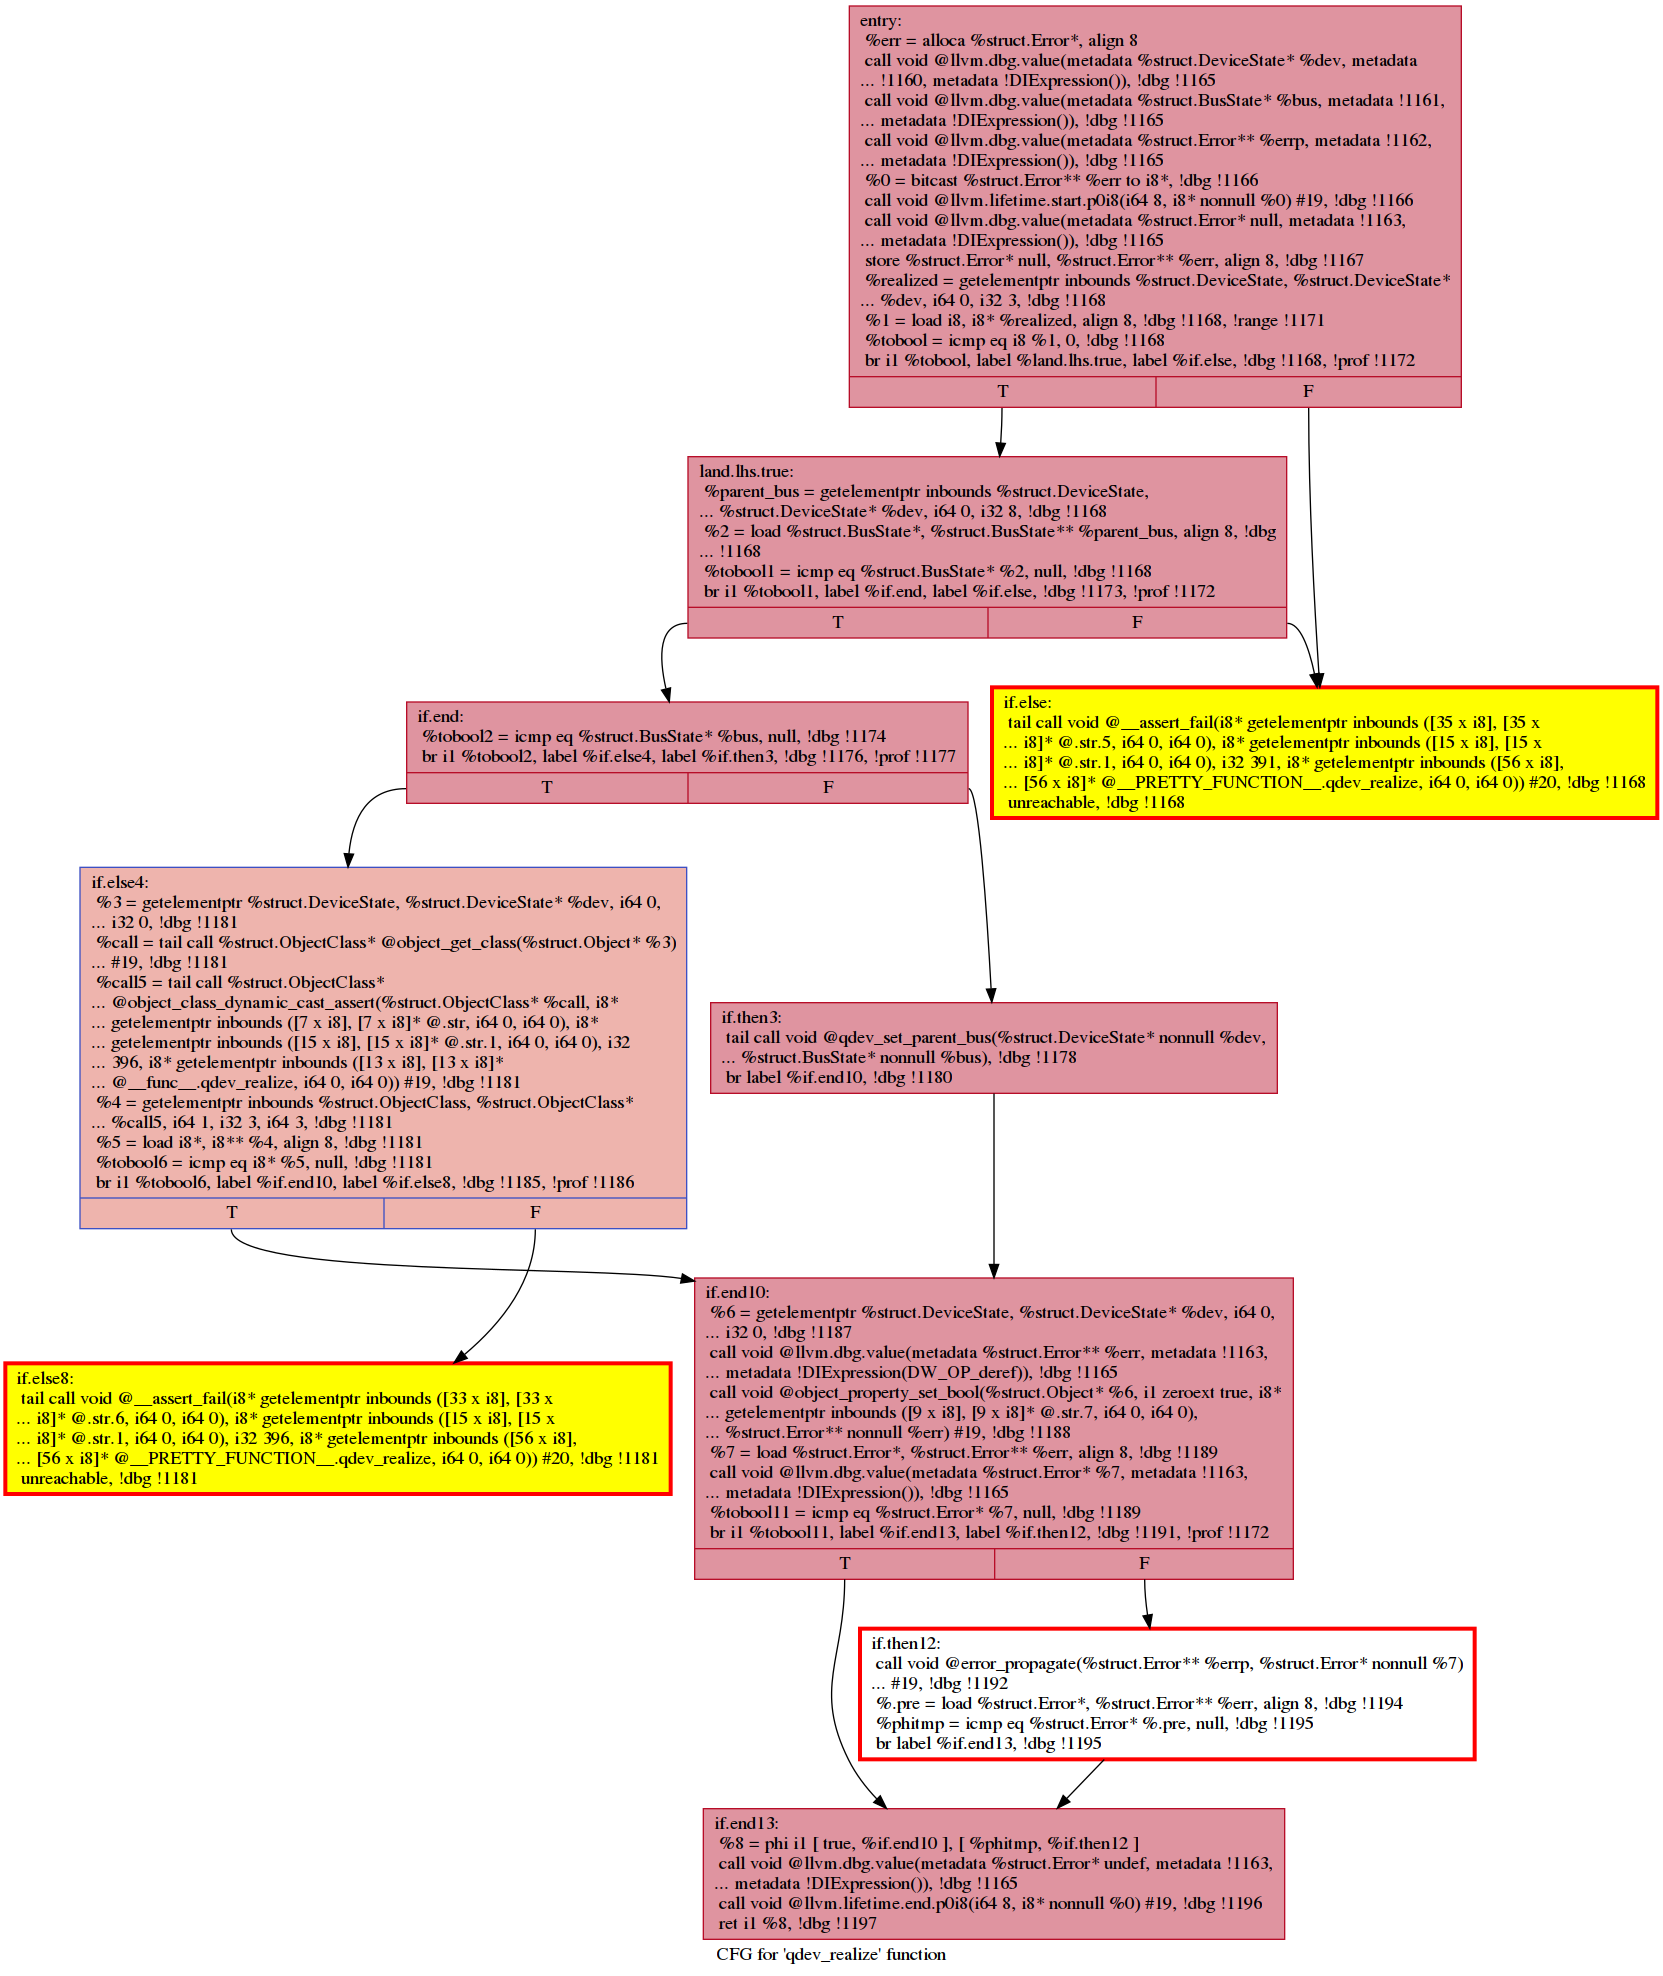 entry:
%err = alloca %struct.Error*, align 8
call void @llvm.dbg.value(metadata %struct.DeviceState* %dev, metadata
... !1160, metadata !DIExpression()), !dbg !1165
call void @llvm.dbg.value(metadata %struct.BusState* %bus, metadata !1161,
... metadata !DIExpression()), !dbg !1165
call void @llvm.dbg.value(metadata %struct.Error** %errp, metadata !1162,
... metadata !DIExpression()), !dbg !1165
%0 = bitcast %struct.Error** %err to i8*, !dbg !1166
call void @llvm.lifetime.start.p0i8(i64 8, i8* nonnull %0) #19, !dbg !1166
call void @llvm.dbg.value(metadata %struct.Error* null, metadata !1163,
... metadata !DIExpression()), !dbg !1165
store %struct.Error* null, %struct.Error** %err, align 8, !dbg !1167
%realized = getelementptr inbounds %struct.DeviceState, %struct.DeviceState*
... %dev, i64 0, i32 3, !dbg !1168
%1 = load i8, i8* %realized, align 8, !dbg !1168, !range !1171
%tobool = icmp eq i8 %1, 0, !dbg !1168
br i1 %tobool, label %land.lhs.true, label %if.else, !dbg !1168, !prof !1172
T F
land.lhs.true:
%parent_bus = getelementptr inbounds %struct.DeviceState,
... %struct.DeviceState* %dev, i64 0, i32 8, !dbg !1168
%2 = load %struct.BusState*, %struct.BusState** %parent_bus, align 8, !dbg
... !1168
%tobool1 = icmp eq %struct.BusState* %2, null, !dbg !1168
br i1 %tobool1, label %if.end, label %if.else, !dbg !1173, !prof !1172
T F
if.end:
%tobool2 = icmp eq %struct.BusState* %bus, null, !dbg !1174
br i1 %tobool2, label %if.else4, label %if.then3, !dbg !1176, !prof !1177
T F
if.else:
tail call void @__assert_fail(i8* getelementptr inbounds ([35 x i8], [35 x
... i8]* @.str.5, i64 0, i64 0), i8* getelementptr inbounds ([15 x i8], [15 x
... i8]* @.str.1, i64 0, i64 0), i32 391, i8* getelementptr inbounds ([56 x i8],
... [56 x i8]* @__PRETTY_FUNCTION__.qdev_realize, i64 0, i64 0)) #20, !dbg !1168
unreachable, !dbg !1168
if.else4:
%3 = getelementptr %struct.DeviceState, %struct.DeviceState* %dev, i64 0,
... i32 0, !dbg !1181
%call = tail call %struct.ObjectClass* @object_get_class(%struct.Object* %3)
... #19, !dbg !1181
%call5 = tail call %struct.ObjectClass*
... @object_class_dynamic_cast_assert(%struct.ObjectClass* %call, i8*
... getelementptr inbounds ([7 x i8], [7 x i8]* @.str, i64 0, i64 0), i8*
... getelementptr inbounds ([15 x i8], [15 x i8]* @.str.1, i64 0, i64 0), i32
... 396, i8* getelementptr inbounds ([13 x i8], [13 x i8]*
... @__func__.qdev_realize, i64 0, i64 0)) #19, !dbg !1181
%4 = getelementptr inbounds %struct.ObjectClass, %struct.ObjectClass*
... %call5, i64 1, i32 3, i64 3, !dbg !1181
%5 = load i8*, i8** %4, align 8, !dbg !1181
%tobool6 = icmp eq i8* %5, null, !dbg !1181
br i1 %tobool6, label %if.end10, label %if.else8, !dbg !1185, !prof !1186
T F
if.then3:
tail call void @qdev_set_parent_bus(%struct.DeviceState* nonnull %dev,
... %struct.BusState* nonnull %bus), !dbg !1178
br label %if.end10, !dbg !1180
if.end10:
%6 = getelementptr %struct.DeviceState, %struct.DeviceState* %dev, i64 0,
... i32 0, !dbg !1187
call void @llvm.dbg.value(metadata %struct.Error** %err, metadata !1163,
... metadata !DIExpression(DW_OP_deref)), !dbg !1165
call void @object_property_set_bool(%struct.Object* %6, i1 zeroext true, i8*
... getelementptr inbounds ([9 x i8], [9 x i8]* @.str.7, i64 0, i64 0),
... %struct.Error** nonnull %err) #19, !dbg !1188
%7 = load %struct.Error*, %struct.Error** %err, align 8, !dbg !1189
call void @llvm.dbg.value(metadata %struct.Error* %7, metadata !1163,
... metadata !DIExpression()), !dbg !1165
%tobool11 = icmp eq %struct.Error* %7, null, !dbg !1189
br i1 %tobool11, label %if.end13, label %if.then12, !dbg !1191, !prof !1172
T F
if.else8:
tail call void @__assert_fail(i8* getelementptr inbounds ([33 x i8], [33 x
... i8]* @.str.6, i64 0, i64 0), i8* getelementptr inbounds ([15 x i8], [15 x
... i8]* @.str.1, i64 0, i64 0), i32 396, i8* getelementptr inbounds ([56 x i8],
... [56 x i8]* @__PRETTY_FUNCTION__.qdev_realize, i64 0, i64 0)) #20, !dbg !1181
unreachable, !dbg !1181
if.then12:
call void @error_propagate(%struct.Error** %errp, %struct.Error* nonnull %7)
... #19, !dbg !1192
%.pre = load %struct.Error*, %struct.Error** %err, align 8, !dbg !1194
%phitmp = icmp eq %struct.Error* %.pre, null, !dbg !1195
br label %if.end13, !dbg !1195
if.end13:
%8 = phi i1 [ true, %if.end10 ], [ %phitmp, %if.then12 ]
call void @llvm.dbg.value(metadata %struct.Error* undef, metadata !1163,
... metadata !DIExpression()), !dbg !1165
call void @llvm.lifetime.end.p0i8(i64 8, i8* nonnull %0) #19, !dbg !1196
ret i1 %8, !dbg !1197
CFG for 'qdev_realize' function